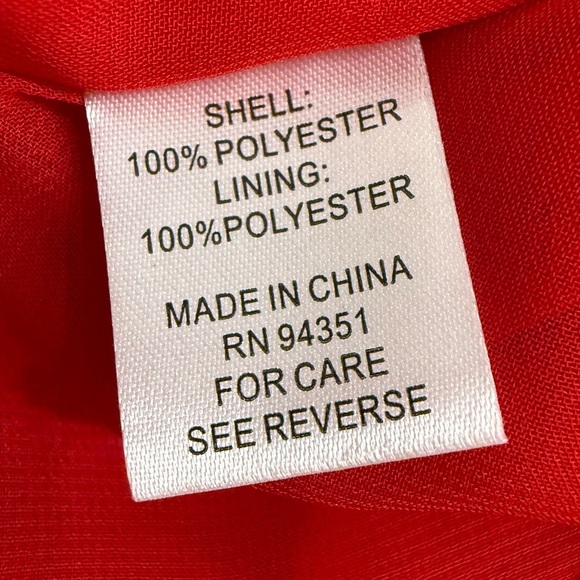 SHELL:
100% POLYESTER
LINING:
100%POLYESTER
MADE IN CHINA
RN 94351
FOR CARE
SEE REVERSE